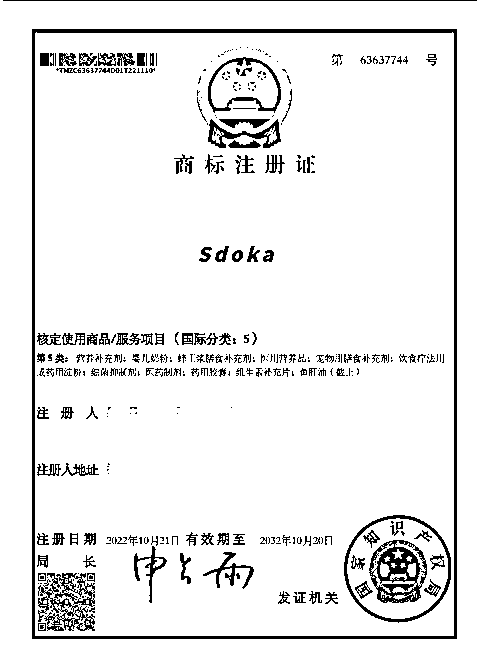 第 63637744 号
*TMZC63637744D01T221110*
商标注册证
Sdoka
核定使用商品/服务项目（国际分类：5）
第5类：营养补充剂；婴儿奶粉；蜂王浆膳食补充剂；医用营养品；宠物用膳食补充剂；饮食疗法用
或药用淀粉；细菌抑制剂；医药制剂；药用胶囊；维生素补充片；鱼肝油（截止）
注册人
注册人地址
注册日期 2022年10月21日 有效期至 2032年10月20日
局长 申长雨
发证机关
国家知识产权局